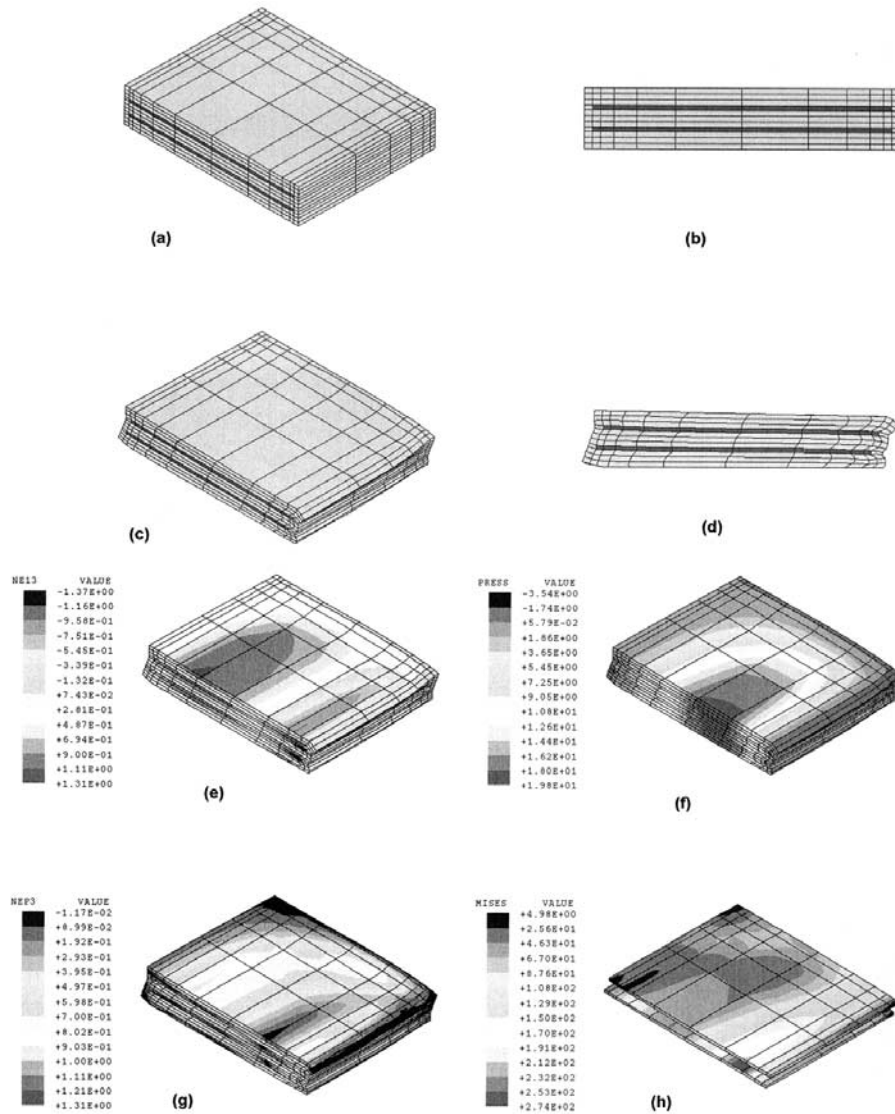 (a)
(b)
(c)
(d)
NE13 VALUE
-1.37E+00
-1.16E+00
-9.58E-01
-7.51E-01
-5.45E-01
-3.39E-01
-1.32E-01
+7.43E-02
+2.81E-01
+4.87E-01
+6.94E-01
+9.00E-01
+1.11E+00
+1.31E+00
(e)
PRESS VALUE
-3.54E+00
-1.74E+00
+5.79E-02
+1.86E+00
+3.65E+00
+5.45E+00
+7.25E+00
+9.05E+00
+1.08E+01
+1.26E+01
+1.44E+01
+1.62E+01
+1.80E+01
+1.98E+01
(f)
NEP3 VALUE
-1.17E-02
+8.99E-02
+1.92E-01
+2.93E-01
+3.95E-01
+4.97E-01
+5.98E-01
+7.00E-01
+8.02E-01
+9.03E-01
+1.00E+00
+1.11E+00
+1.21E+00
+1.31E+00
(g)
MISES VALUE
+4.98E+00
+2.56E+01
+4.63E+01
+6.70E+01
+8.76E+01
+1.08E+02
+1.29E+02
+1.50E+02
+1.70E+02
+1.91E+02
+2.12E+02
+2.32E+02
+2.53E+02
+2.74E+02
(h)